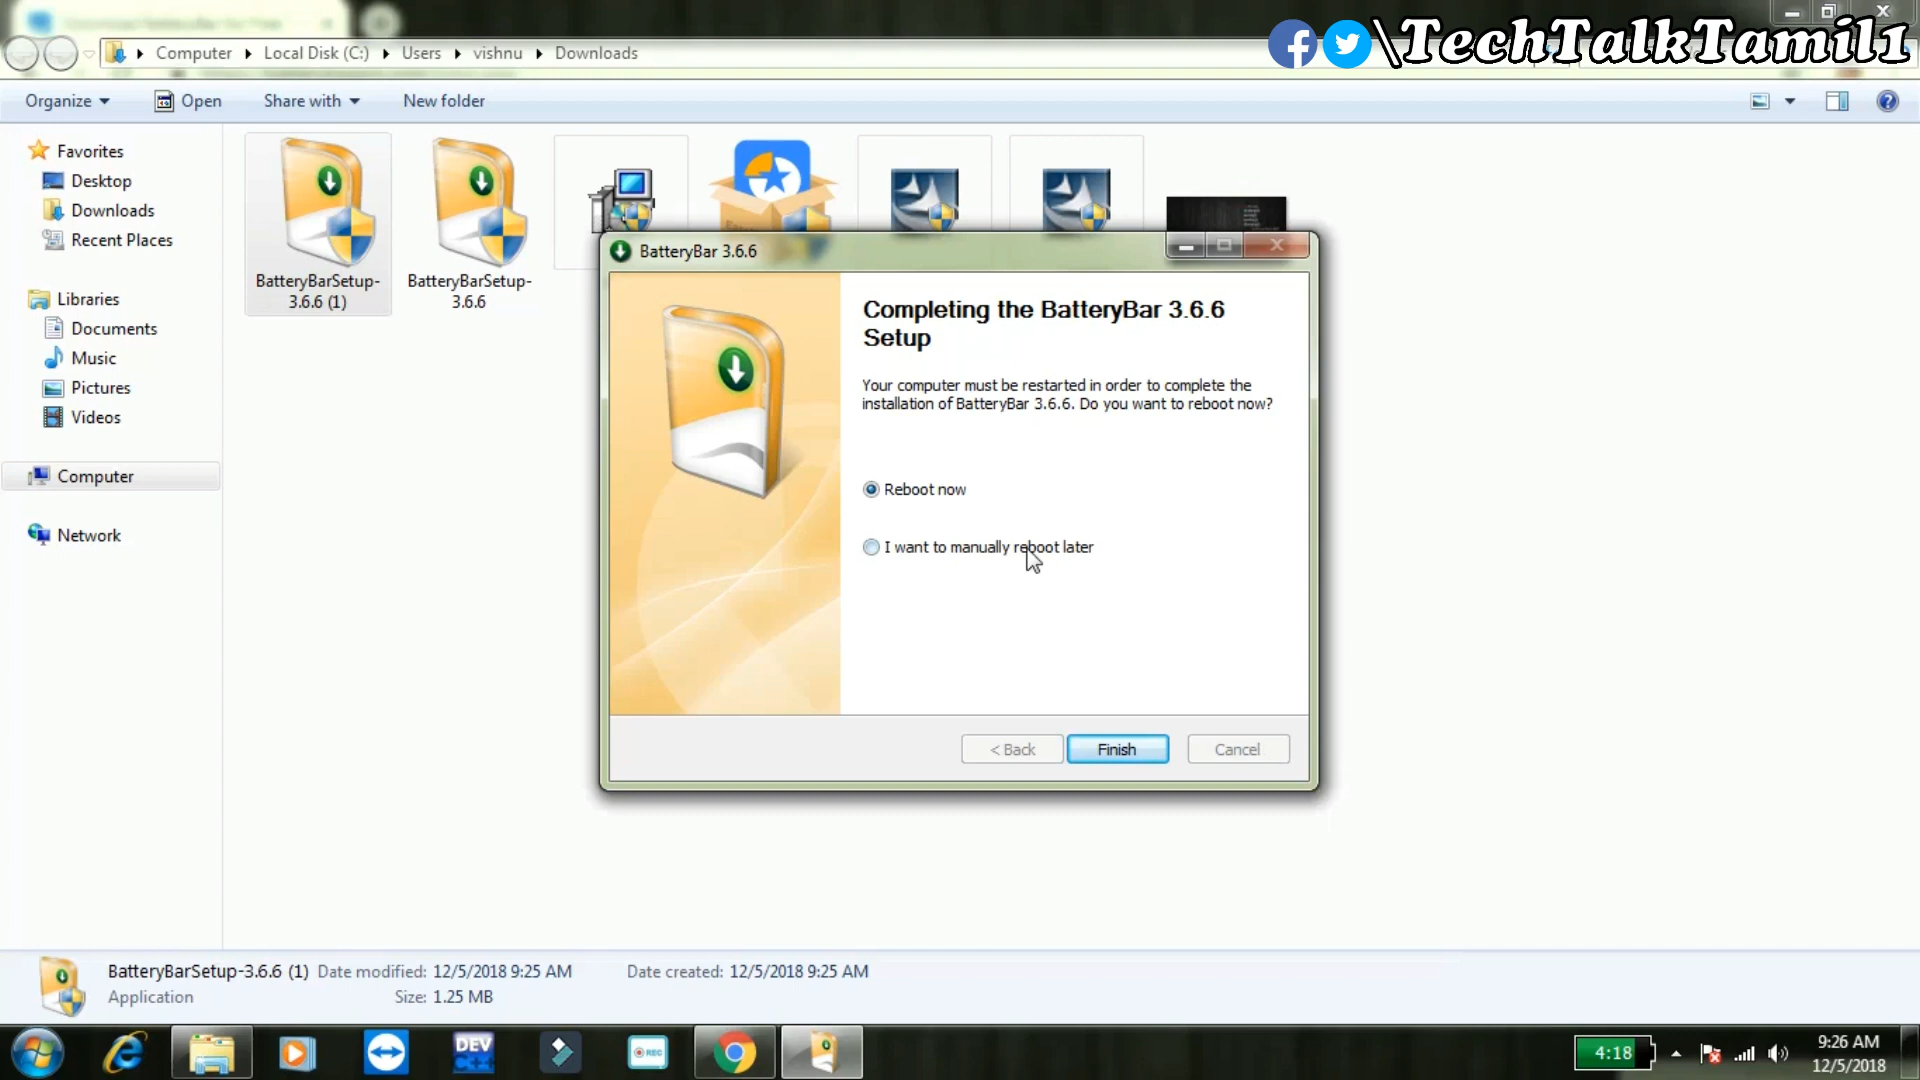 \TechTalkTamil1
Computer
Local Disk (C:)
Users
vishnu
Downloads
Organize
Open
Share with
New folder
Favorites
Desktop
Downloads
Recent Places
Libraries
Documents
Music
Pictures
Videos
Computer
Network
BatteryBarSetup-
3.6.6 (1)
BatteryBarSetup-
3.6.6
BatteryBar 3.6.6
Completing the BatteryBar 3.6.6
Setup
Your computer must be restarted in order to complete the
installation of BatteryBar 3.6.6. Do you want to reboot now?
Reboot now
I want to manually reboot later
< Back
Finish
Cancel
BatteryBarSetup-3.6.6 (1) Date modified: 12/5/2018 9:25 AM Date created: 12/5/2018 9:25 AM
Application Size: 1.25 MB
DEV
C++
REC
4:18
9:26 AM
12/5/2018